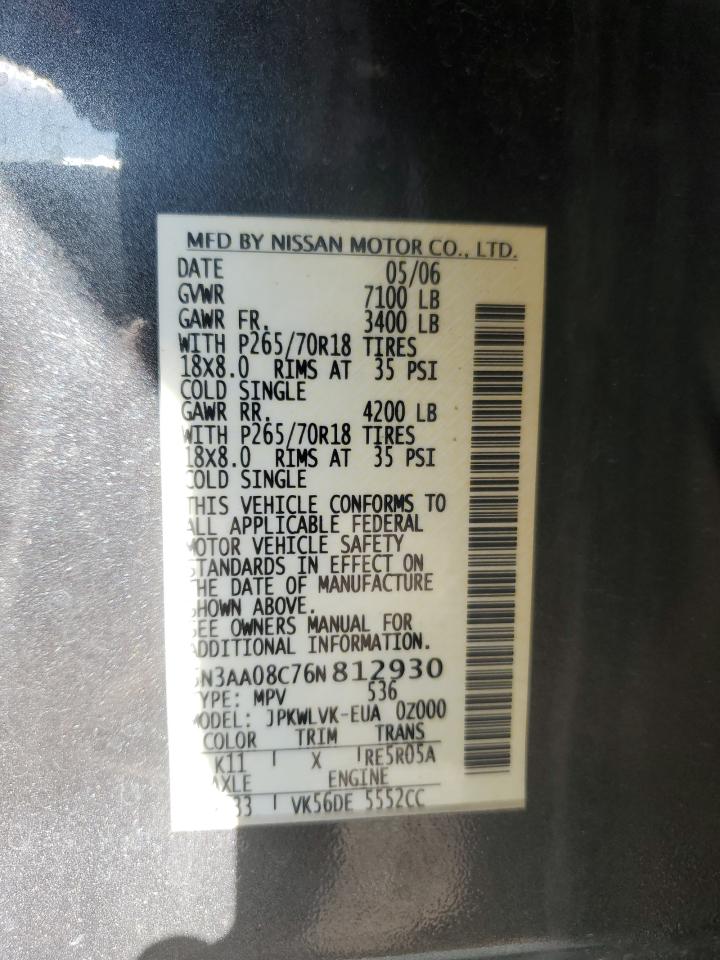 MFD BY NISSAN MOTOR CO., LTD.
DATE 05/06
GVWR 7100 LB
GAWR FR. 3400 LB
WITH P265/70R18 TIRES
18X8.0 RIMS AT 35 PSI
COLD SINGLE
GAWR RR. 4200 LB
WITH P265/70R18 TIRES
18X8.0 RIMS AT 35 PSI
COLD SINGLE
THIS VEHICLE CONFORMS TO
ALL APPLICABLE FEDERAL
MOTOR VEHICLE SAFETY
STANDARDS IN EFFECT ON
THE DATE OF MANUFACTURE
SHOWN ABOVE.
SEE OWNERS MANUAL FOR
ADDITIONAL INFORMATION.
5N3AA08C76N812930
TYPE: MPV 536
MODEL: JPKWLVK-EUA 0Z000
COLOR TRIM TRANS
K11 X RE5R05A
AXLE ENGINE
33 VK56DE 5552CC